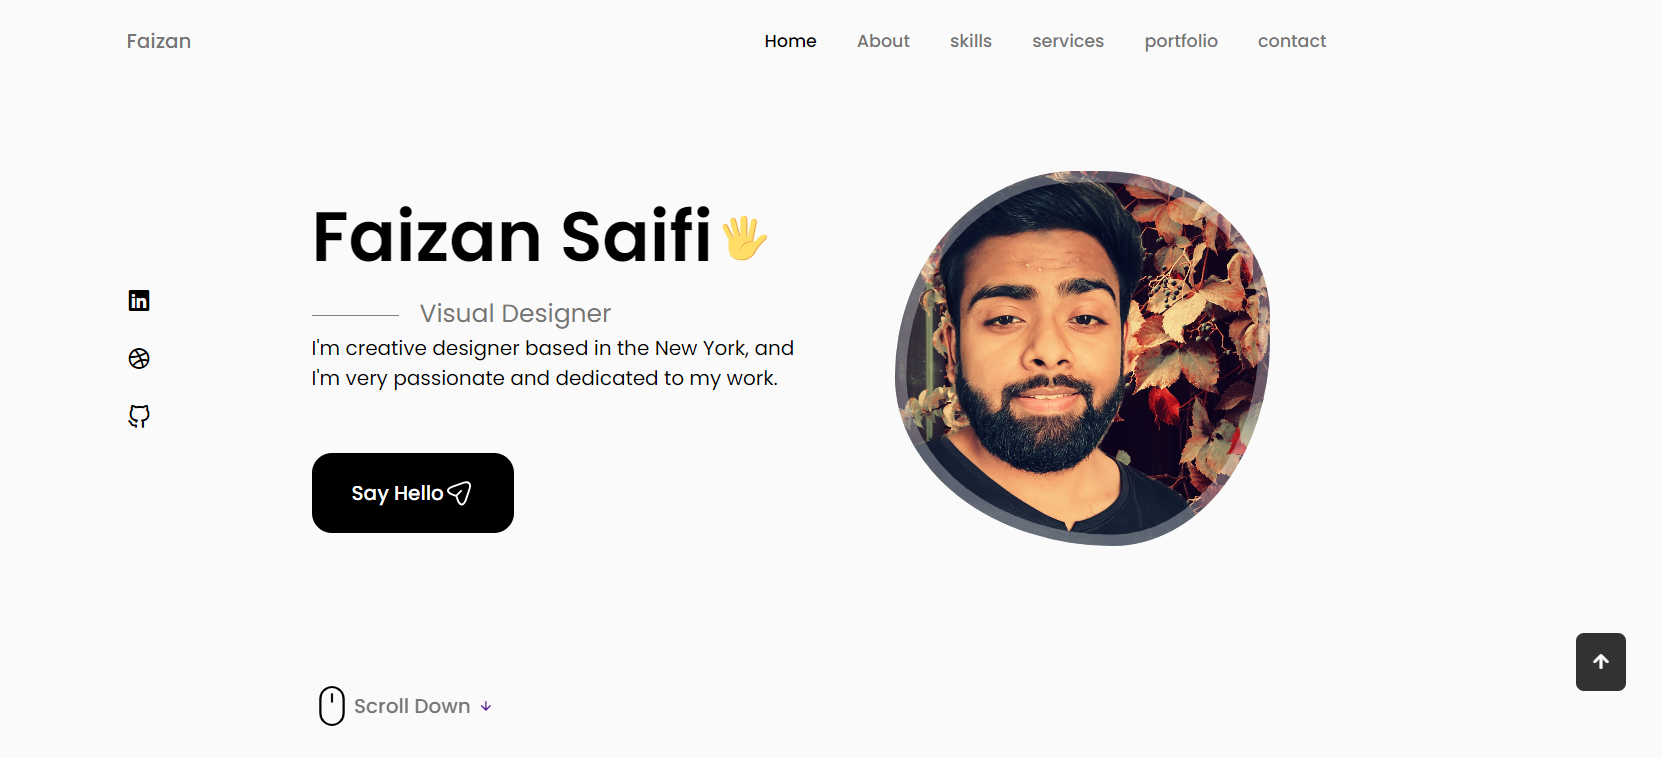 Faizan
Home About skills services portfolio contact
Faizan Saifi🖐
Visual Designer
I'm creative designer based in the New York, and
I'm very passionate and dedicated to my work.
Say Hello
Scroll Down